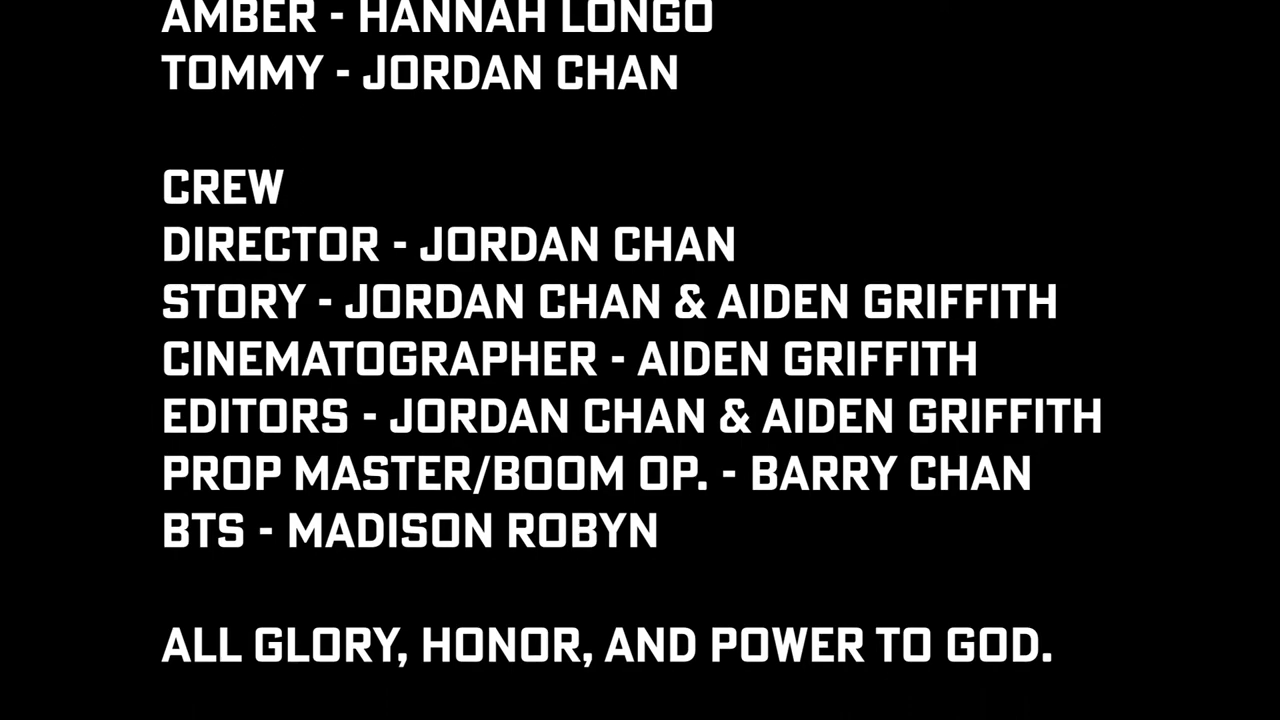 AMBER - HANNAH LONGO
TOMMY - JORDAN CHAN
CREW
DIRECTOR - JORDAN CHAN
STORY - JORDAN CHAN & AIDEN GRIFFITH
CINEMATOGRAPHER - AIDEN GRIFFITH
EDITORS - JORDAN CHAN & AIDEN GRIFFITH
PROP MASTER/BOOM OP. - BARRY CHAN
BTS - MADISON ROBYN
ALL GLORY, HONOR, AND POWER TO GOD.